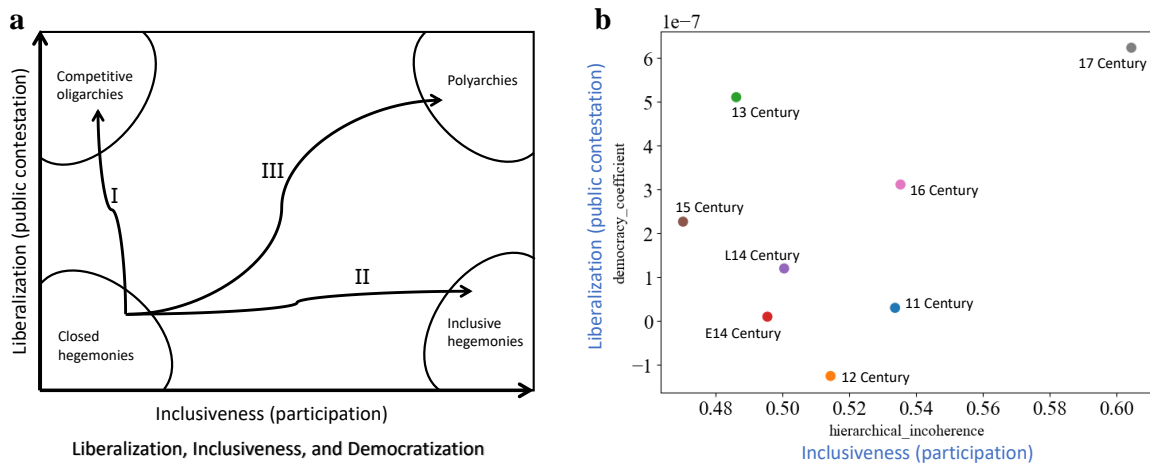 a
Liberalization (public contestation)
Competitive
oligarchies
Polyarchies
I
III
II
Closed
hegemonies
Inclusive
hegemonies
Inclusiveness (participation)
Liberalization, Inclusiveness, and Democratization
b
1e−7
Liberalization (public contestation)
democracy_coefficient
6
5
4
3
2
1
0
−1
17 Century
13 Century
16 Century
15 Century
L14 Century
11 Century
E14 Century
12 Century
0.48 0.50 0.52 0.54 0.56 0.58 0.60
hierarchical_incoherence
Inclusiveness (participation)